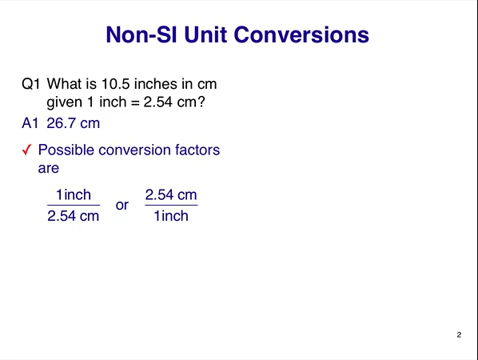 Non-SI Unit Conversions
Q1 What is 10.5 inches in cm
given 1 inch = 2.54 cm?
A1 26.7 cm
✓ Possible conversion factors
are
1inch
2.54 cm
or
2.54 cm
1inch
2